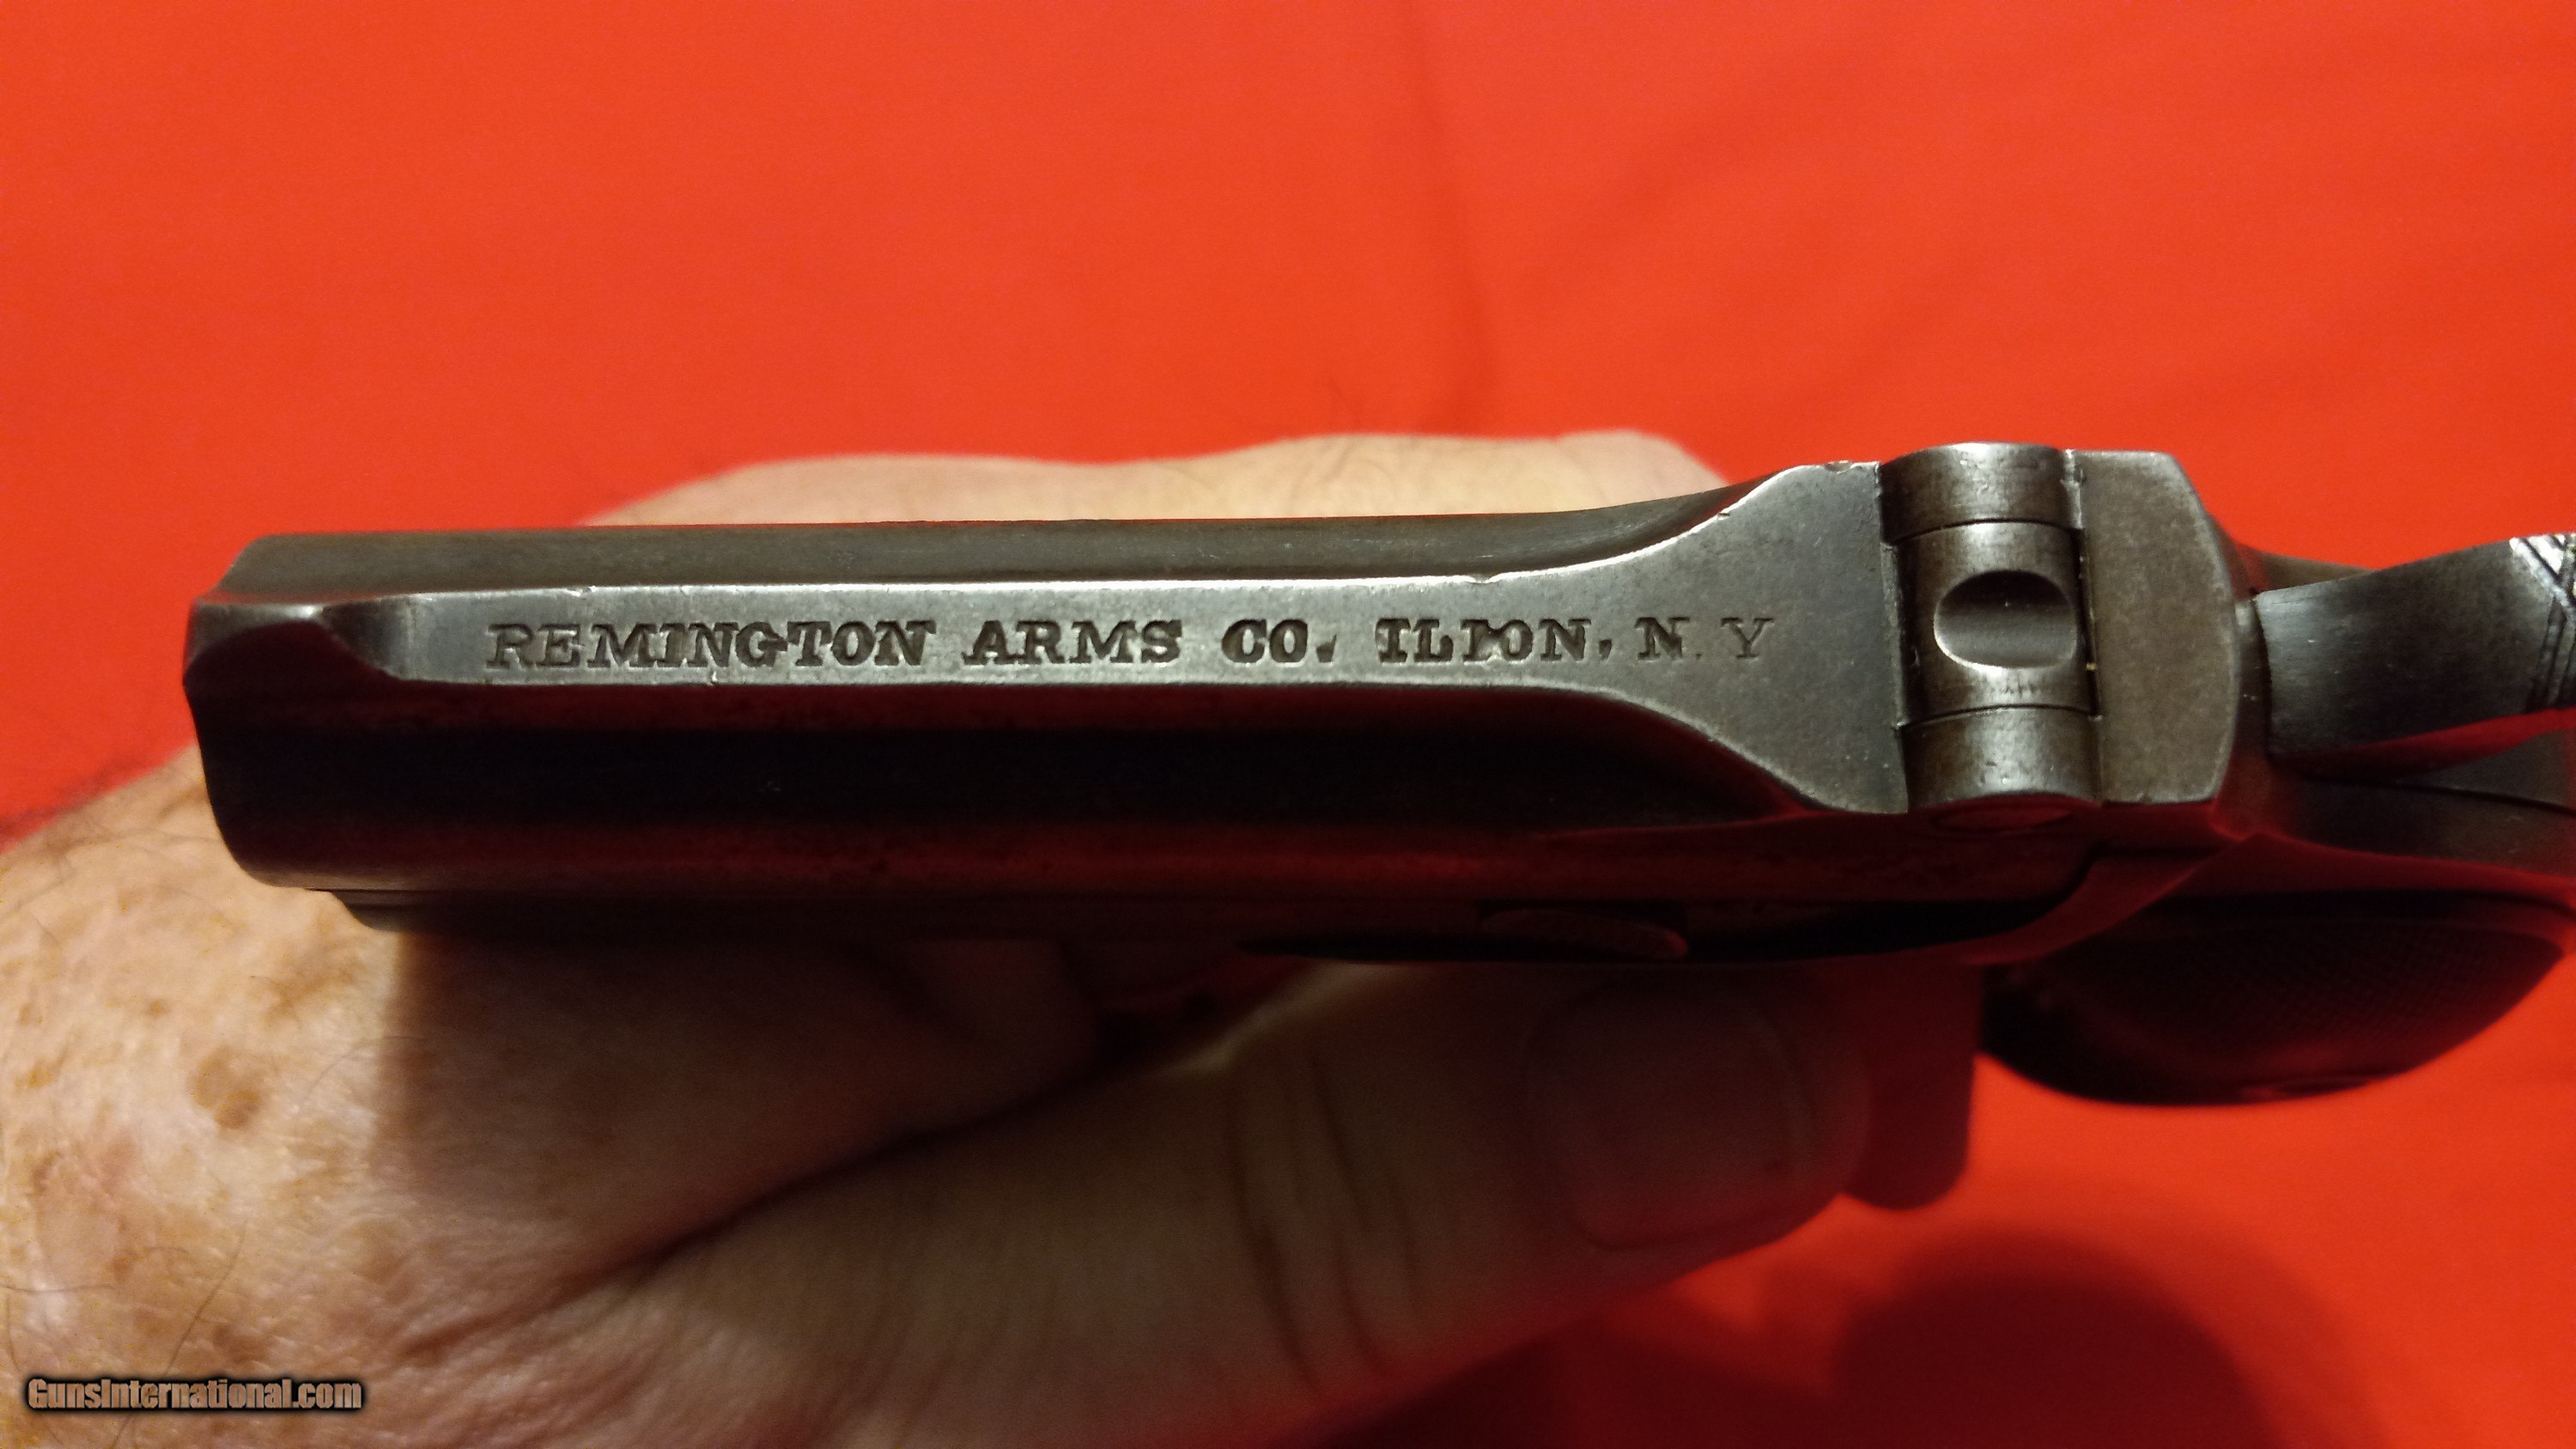 REMINGTON ARMS CO. ILION, N.Y
GunsInternational.com